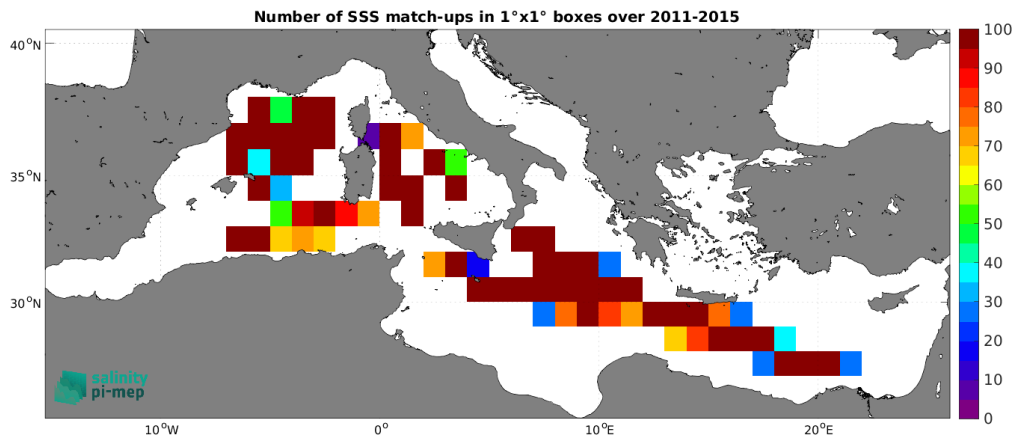 Number of SSS match-ups in 1°x1° boxes over 2011-2015
40°N
35°N
30°N
10°W
0°
10°E
20°E
100
90
80
70
60
50
40
30
20
10
0
salinity
pi-mep